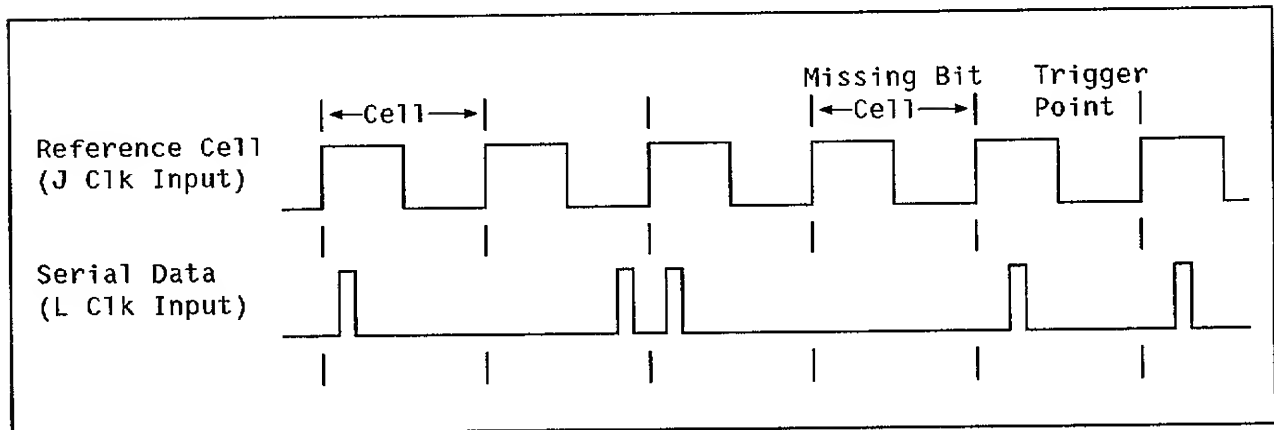 Missing Bit Trigger
Cell Cell Point
Reference Cell
(J Clk Input)
Serial Data
(L Clk Input)